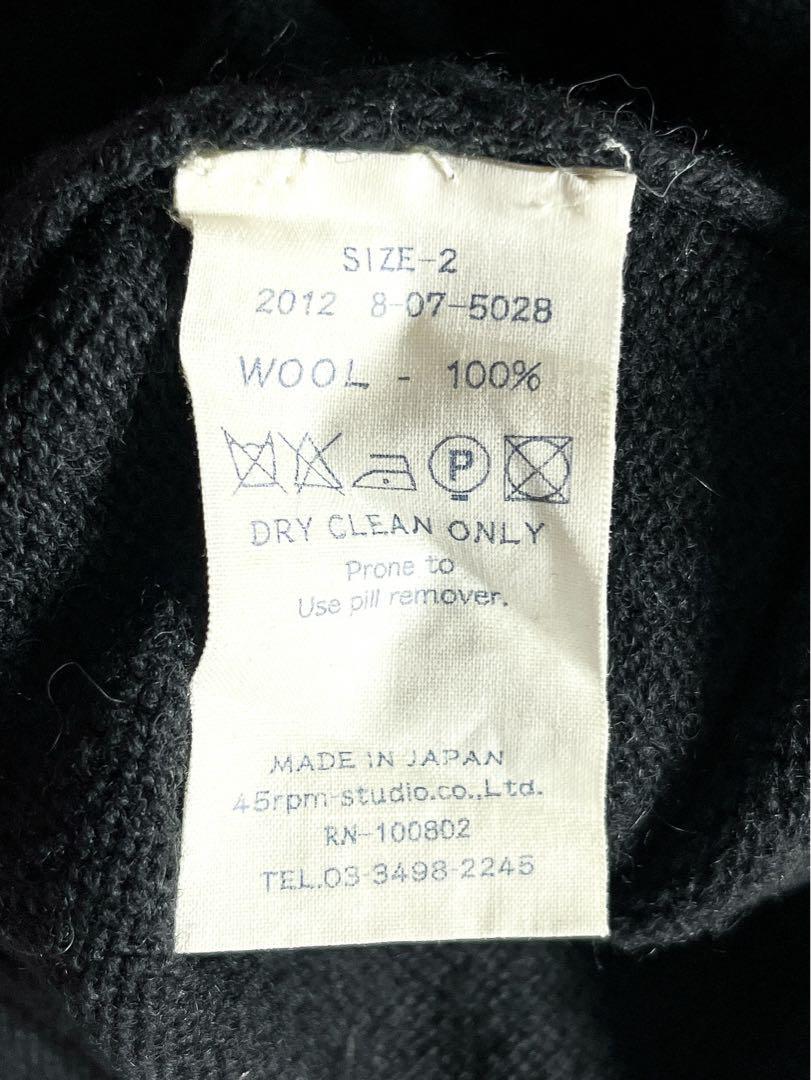 SIZE-2
2012 8-07-5028
WOOL - 100%
P
DRY CLEAN ONLY
Prone to
Use pill remover.
MADE IN JAPAN
45rpm-studio.co.,Ltd.
RN-100802
TEL.03-3498-2245